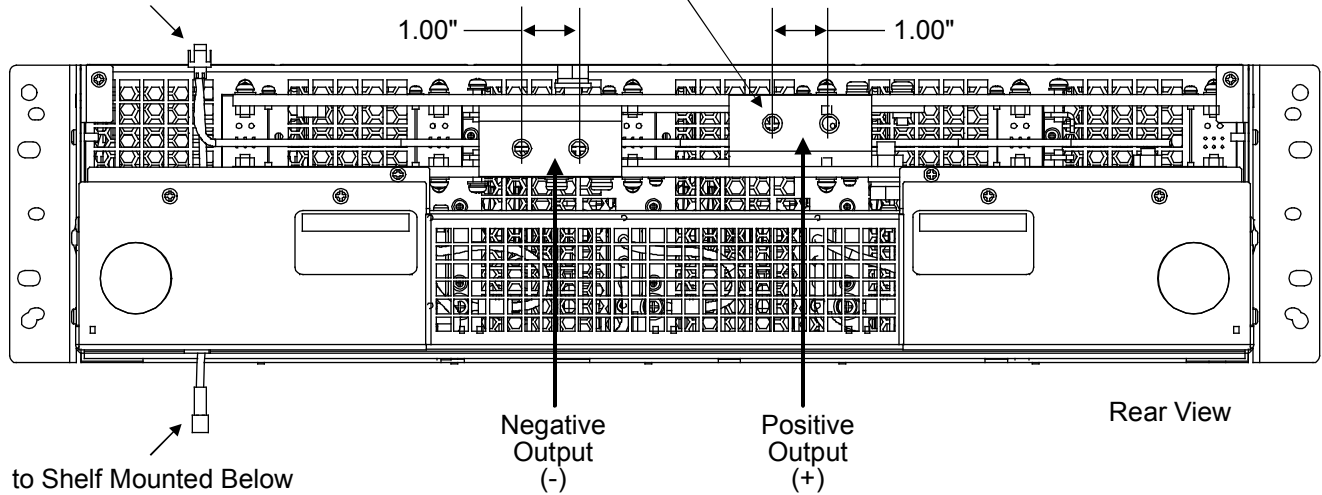 1.00"
1.00"
Negative
Output
(-)
Positive
Output
(+)
Rear View
to Shelf Mounted Below